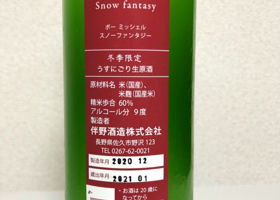 Snow fantasy
ボー ミッシェル
スノーファンタジー
冬季限定
うすにごり生原酒
原材料名 米(国産)、
米麹(国産米)
精米歩合 60%
アルコール分 9度
製造者
伴野酒造株式会社
長野県佐久市野沢 123
TEL 0267-62-0021
製造年月 2020 12
蔵出年月 2021 01
・お酒は20歳に
なってから